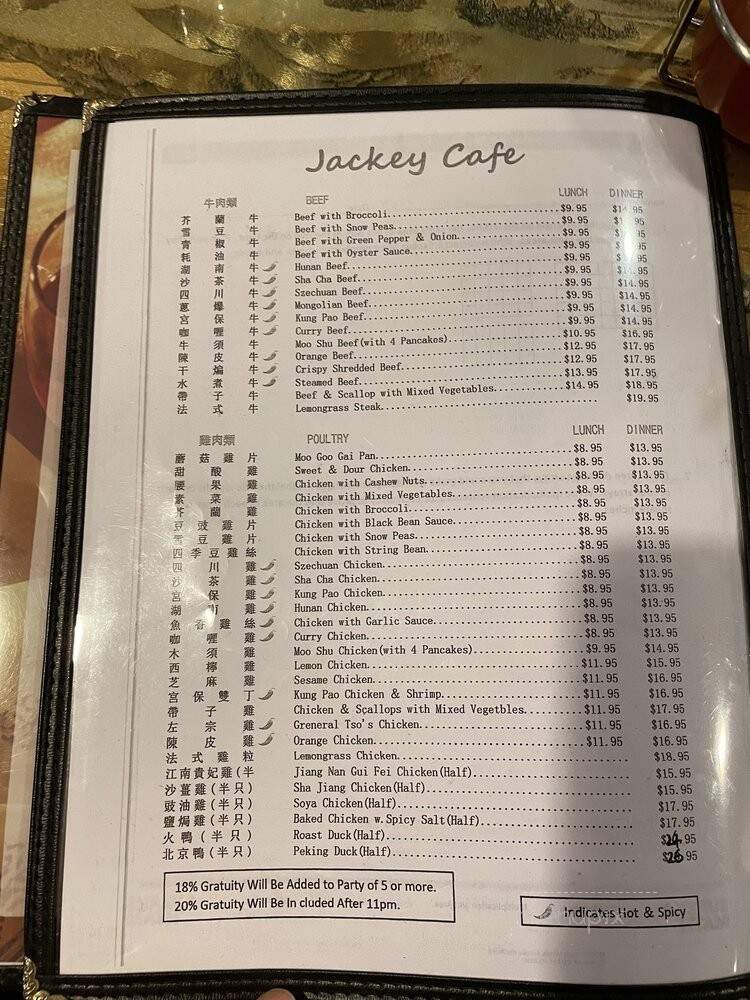 Jackey Cafe
牛肉類 BEEF LUNCH DINNER
芥蘭牛 Beef with Broccoli $9.95
雪豆牛 Beef with Snow Peas $9.95
青椒牛 Beef with Green Pepper & Onion $9.95
耗油牛 Beef with Oyster Sauce $9.95
湖南牛 Hunan Beef $9.95
沙茶牛 Sha Cha Beef $9.95 $14.95
四川牛 Szechuan Beef $9.95 $14.95
蔥爆牛 Mongolian Beef $9.95 $14.95
宮保牛 Kung Pao Beef $9.95 $14.95
咖喱牛 Curry Beef $9.95 $14.95
牛須牛 Moo Shu Beef(with 4 Pancakes) $10.95 $16.95
陳皮牛 Orange Beef $12.95 $17.95
干煸牛 Crispy Shredded Beef $12.95 $17.95
水煮牛 Steamed Beef $13.95 $17.95
帶子牛 Beef & Scallop with Mixed Vegetables $14.95 $18.95
法式牛 Lemongrass Steak $19.95
雞肉類 POULTRY LUNCH DINNER
蘑菇雞片 Moo Goo Gai Pan $8.95 $13.95
甜酸雞 Sweet & Dour Chicken $8.95 $13.95
腰果雞 Chicken with Cashew Nuts $8.95 $13.95
素菜雞 Chicken with Mixed Vegetables $8.95 $13.95
芥蘭雞 Chicken with Broccoli $8.95 $13.95
豆豉雞片 Chicken with Black Bean Sauce $8.95 $13.95
雪豆雞片 Chicken with Snow Peas $8.95 $13.95
四季豆雞絲 Chicken with String Bean $8.95 $13.95
四川雞 Szechuan Chicken $8.95 $13.95
沙茶雞 Sha Cha Chicken $8.95 $13.95
宮保雞 Kung Pao Chicken $8.95 $13.95
湖南雞 Hunan Chicken $8.95 $13.95
魚香雞絲 Chicken with Garlic Sauce $8.95 $13.95
咖喱雞 Curry Chicken $8.95 $13.95
木須雞 Moo Shu Chicken(with 4 Pancakes) $9.95 $14.95
西檸雞 Lemon Chicken $11.95 $15.95
芝麻雞 Sesame Chicken $11.95 $16.95
宮保雙丁 Kung Pao Chicken & Shrimp $11.95 $16.95
帶子雞 Chicken & Scallops with Mixed Vegetbles $11.95 $17.95
左宗雞 Greneral Tso's Chicken $11.95 $16.95
陳皮雞 Orange Chicken $11.95 $16.95
法式雞粒 Lemongrass Chicken $18.95
江南貴妃雞(半 Jiang Nan Gui Fei Chicken(Half) $15.95
沙薑雞(半只) Sha Jiang Chicken(Half) $15.95
豉油雞(半只) Soya Chicken(Half) $17.95
鹽焗雞(半只) Baked Chicken w.Spicy Salt(Half) $17.95
火鴨(半只) Roast Duck(Half) $24.95
北京鴨(半只) Peking Duck(Half) $26.95
18% Gratuity Will Be Added to Party of 5 or more.
20% Gratuity Will Be In cluded After 11pm.
Indicates Hot & Spicy